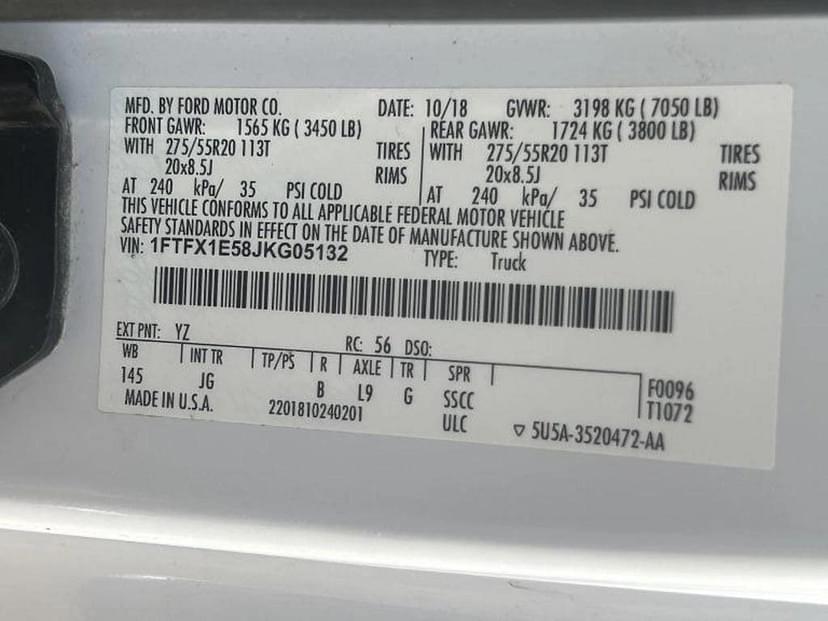 MFD. BY FORD MOTOR CO. DATE: 10/18 GVWR: 3198 KG ( 7050 LB)
FRONT GAWR: 1565 KG ( 3450 LB) REAR GAWR: 1724 KG ( 3800 LB)
WITH 275/55R20 113T TIRES WITH 275/55R20 113T TIRES
20x8.5J RIMS 20x8.5J RIMS
AT 240 kPa/ 35 PSI COLD AT 240 kPa/ 35 PSI COLD
THIS VEHICLE CONFORMS TO ALL APPLICABLE FEDERAL MOTOR VEHICLE
SAFETY STANDARDS IN EFFECT ON THE DATE OF MANUFACTURE SHOWN ABOVE.
VIN: 1FTFX1E58JKG05132 TYPE: Truck
EXT PNT: YZ RC: 56 DSO:
WB INT TR TP/PS R AXLE TR SPR
145 JG B L9 G SSCC F0096
MADE IN U.S.A. 2201810240201 ULC T1072
5U5A-3520472-AA